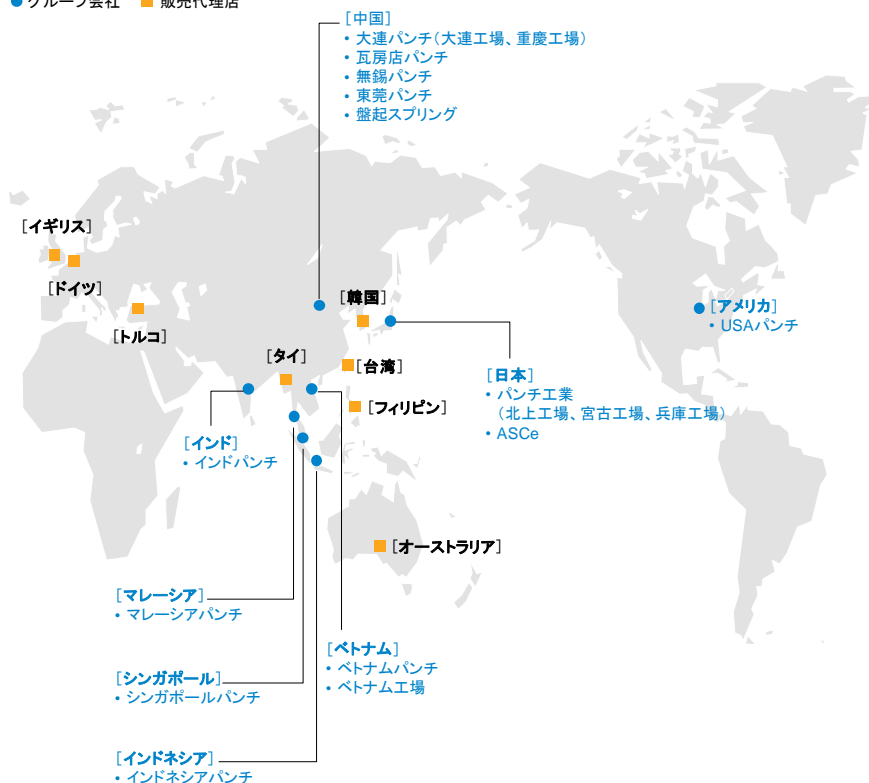 グループ会社 販売代理店
[中国]
• 大連パンチ（大連工場、重慶工場）
• 瓦房店パンチ
• 無錫パンチ
• 東莞パンチ
• 盤起スプリング
[イギリス]
[ドイツ]
[トルコ]
[韓国]
[アメリカ]
• USAパンチ
[タイ]
[台湾]
[フィリピン]
[日本]
• パンチ工業
（北上工場、宮古工場、兵庫工場）
• ASCe
[インド]
• インドパンチ
[オーストラリア]
[マレーシア]
• マレーシアパンチ
[ベトナム]
• ベトナムパンチ
• ベトナム工場
[シンガポール]
• シンガポールパンチ
[インドネシア]
• インドネシアパンチ